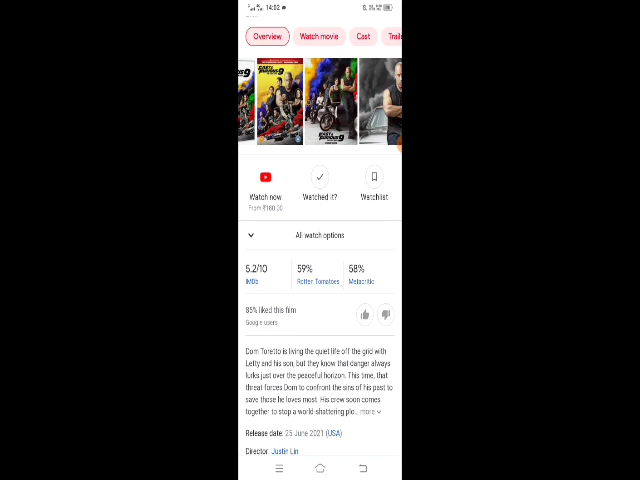 14:02
Overview Watch movie Cast Trail
FAST & FURIOUS 9
Watch now Watched it? Watchlist
From ₹180.00
All watch options
5.2/10 59% 58%
IMDb Rotten Tomatoes Metacritic
85% liked this film
Google users
Dom Toretto is living the quiet life off the grid with
Letty and his son, but they know that danger always
lurks just over the peaceful horizon. This time, that
threat forces Dom to confront the sins of his past to
save those he loves most. His crew soon comes
together to stop a world-shattering plo... more
Release date: 25 June 2021 (USA)
Director: Justin Lin